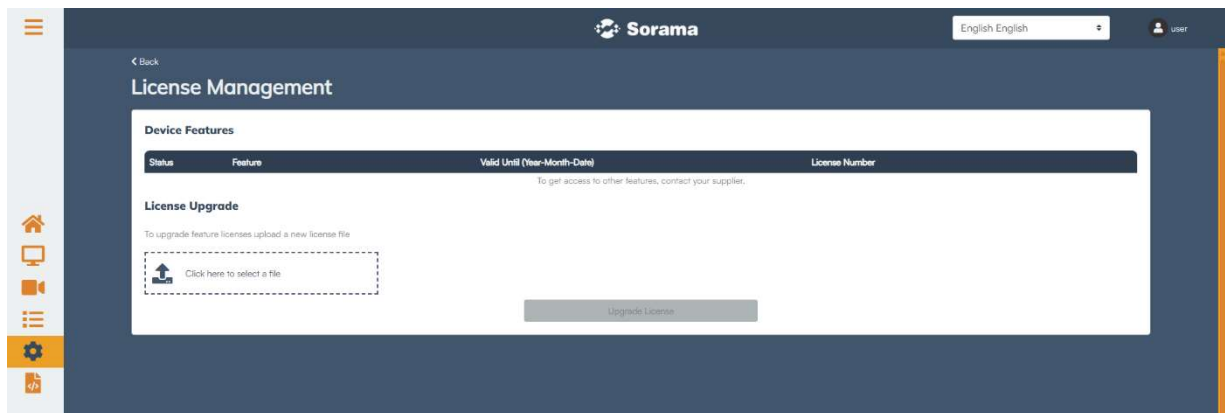 Sorama
English English
user
Back
License Management
Device Features
Status Feature Valid Until (Year-Month-Date) License Number
To get access to other features, contact your supplier.
License Upgrade
To upgrade feature licenses upload a new license file
Click here to select a file
Upgrade License